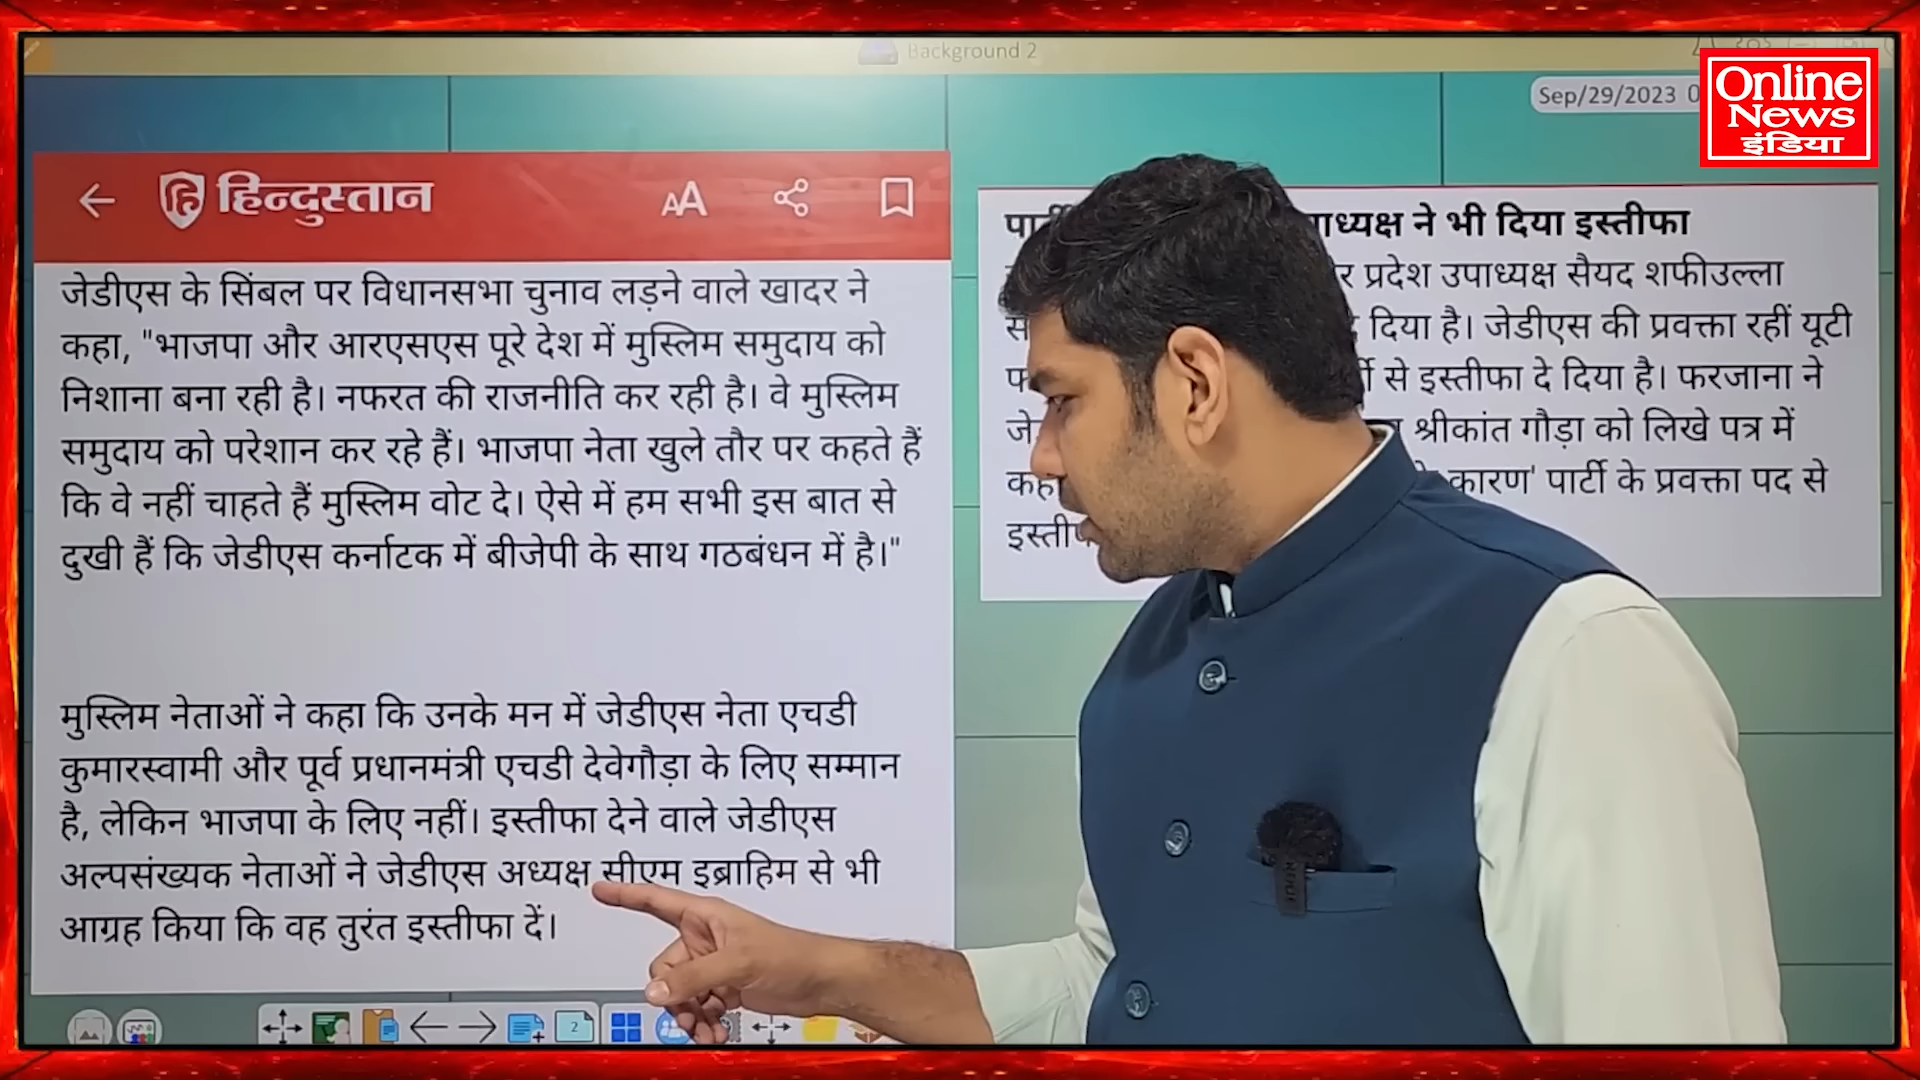 Background 2
Sep/29/2023
Online
News
इंडिया
हिन्दुस्तान
AA
जेडीएस के सिंबल पर विधानसभा चुनाव लड़ने वाले खादर ने
कहा, "भाजपा और आरएसएस पूरे देश में मुस्लिम समुदाय को
निशाना बना रही है। नफरत की राजनीति कर रही है। वे मुस्लिम
समुदाय को परेशान कर रहे हैं। भाजपा नेता खुले तौर पर कहते हैं
कि वे नहीं चाहते हैं मुस्लिम वोट दे। ऐसे में हम सभी इस बात से
दुखी हैं कि जेडीएस कर्नाटक में बीजेपी के साथ गठबंधन में है।"
मुस्लिम नेताओं ने कहा कि उनके मन में जेडीएस नेता एचडी
कुमारस्वामी और पूर्व प्रधानमंत्री एचडी देवेगौड़ा के लिए सम्मान
है, लेकिन भाजपा के लिए नहीं। इस्तीफा देने वाले जेडीएस
अल्पसंख्यक नेताओं ने जेडीएस अध्यक्ष सीएम इब्राहिम से भी
आग्रह किया कि वह तुरंत इस्तीफा दें।
ने भी दिया इस्तीफा
प्रदेश उपाध्यक्ष सैयद शफीउल्ला
दिया है। जेडीएस की प्रवक्ता रहीं यूटी
से इस्तीफा दे दिया है। फरजाना ने
श्रीकांत गौड़ा को लिखे पत्र में
कारण' पार्टी के प्रवक्ता पद से
2